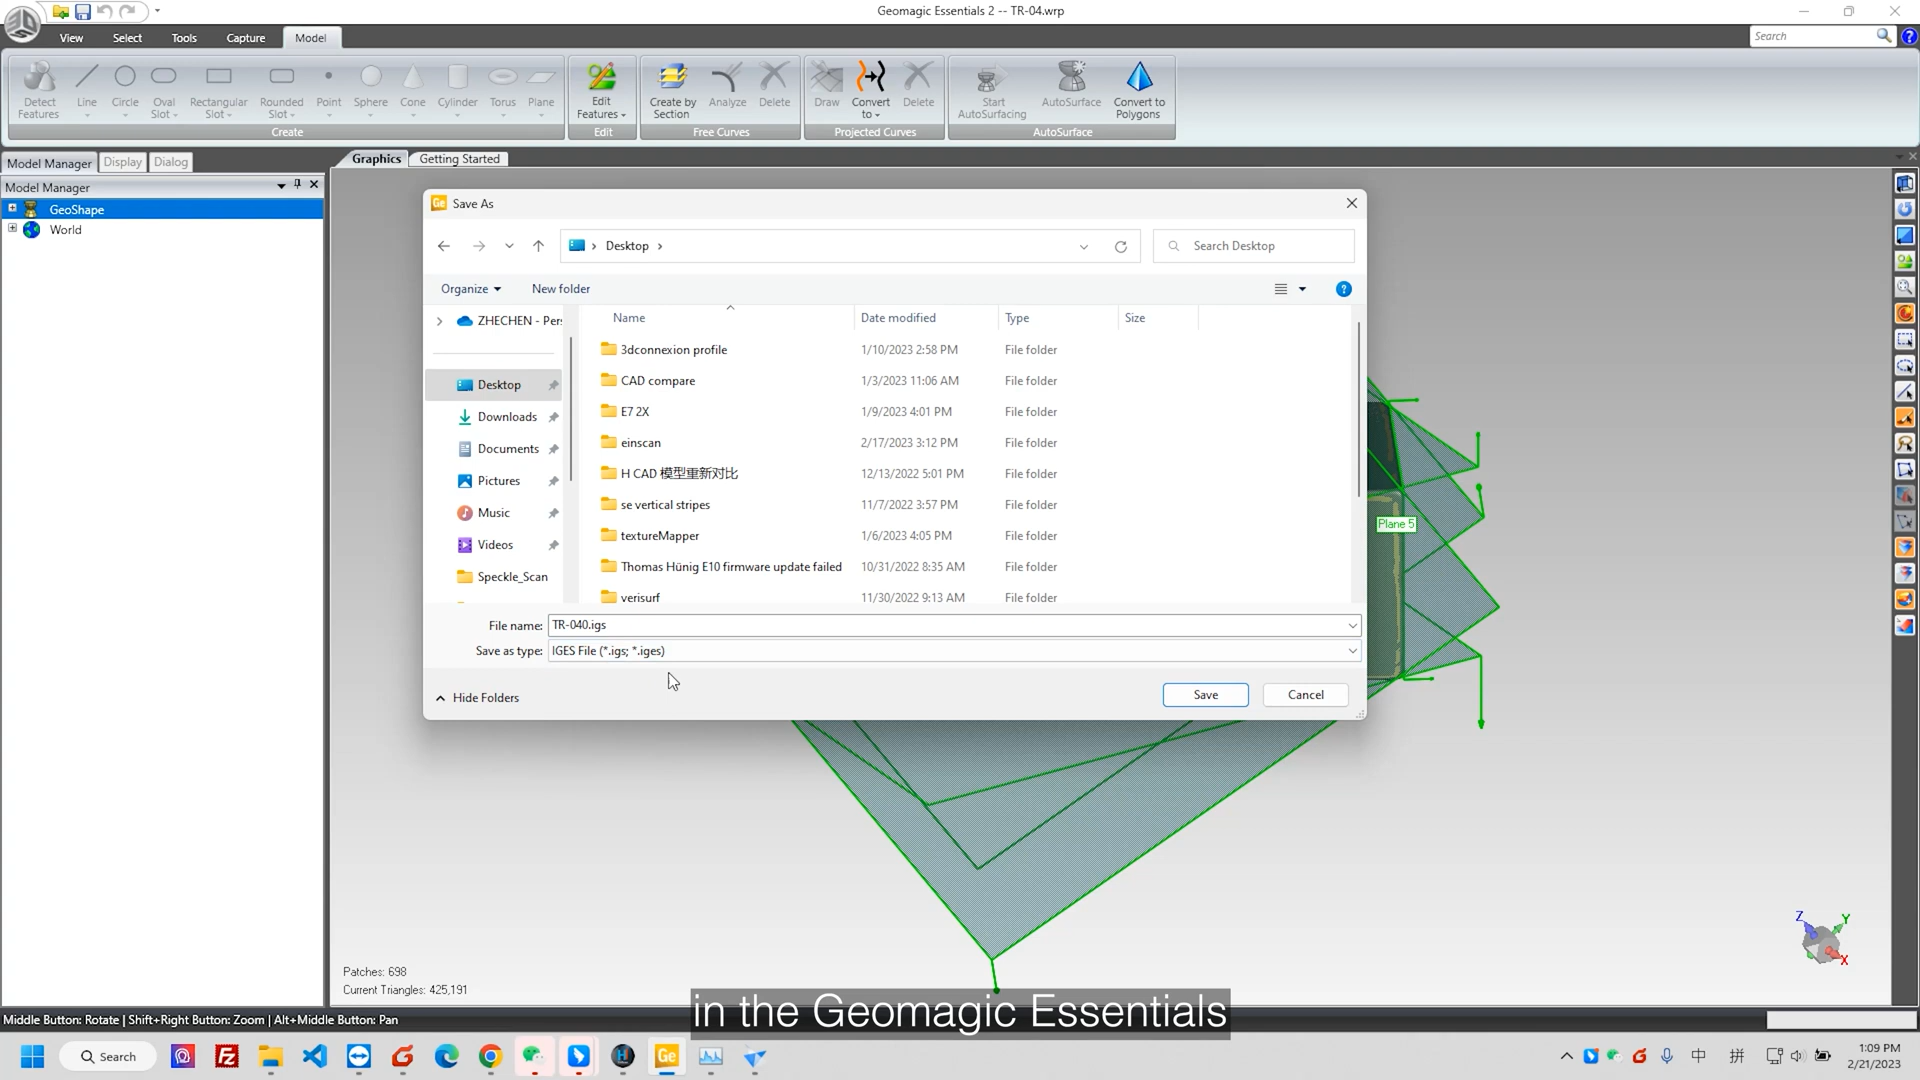 Geomagic Essentials 2 -- TR-04.wrp
View Select Tools Capture Model
Search
Detect Features
Line
Circle
Oval Slot
Rectangular Slot
Rounded Slot
Point
Sphere
Cone
Cylinder
Torus
Plane
Edit Features
Create by Section
Analyze
Delete
Draw
Convert to
Delete
Start AutoSurfacing
AutoSurface
Convert to Polygons
Create Edit Free Curves Projected Curves AutoSurface
Model Manager Display Dialog
Graphics Getting Started
Model Manager
GeoShape
World
Ge Save As
Desktop
Search Desktop
Organize New folder
ZHECHEN - Per
Desktop
Downloads
Documents
Pictures
Music
Videos
Speckle_Scan
Name Date modified Type Size
3dconnexion profile 1/10/2023 2:58 PM File folder
CAD compare 1/3/2023 11:06 AM File folder
E7 2X 1/9/2023 4:01 PM File folder
einscan 2/17/2023 3:12 PM File folder
H CAD 模型重新对比 12/13/2022 5:01 PM File folder
se vertical stripes 11/7/2022 3:57 PM File folder
textureMapper 1/6/2023 4:05 PM File folder
Thomas Hünig E10 firmware update failed 10/31/2022 8:35 AM File folder
verisurf 11/30/2022 9:13 AM File folder
File name: TR-040.igs
Save as type: IGES File (*.igs; *.iges)
Hide Folders
Save
Cancel
Plane 5
Z Y
X
Patches: 698
Current Triangles: 425,191
in the Geomagic Essentials
Middle Button: Rotate | Shift+Right Button: Zoom | Alt+Middle Button: Pan
Search
Ge
中
拼
1:09 PM
2/21/2023